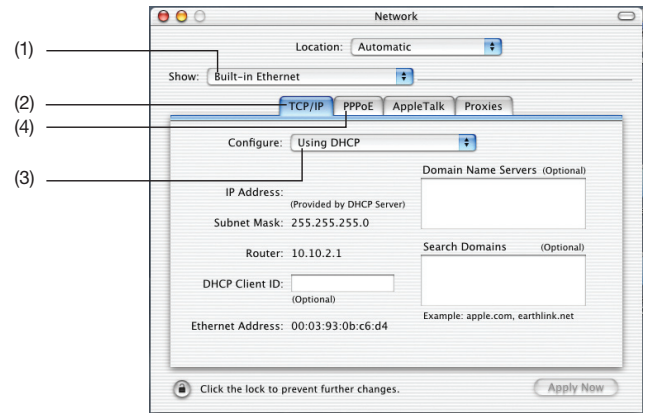 Network
Location: Automatic
(1)
Show: Built-in Ethernet
(2)
TCP/IP PPPoE AppleTalk Proxies
(4)
Configure: Using DHCP
(3)
Domain Name Servers (Optional)
IP Address:
(Provided by DHCP Server)
Subnet Mask: 255.255.255.0
Router: 10.10.2.1
Search Domains (Optional)
DHCP Client ID:
(Optional)
Example: apple.com, earthlink.net
Ethernet Address: 00:03:93:0b:c6:d4
Click the lock to prevent further changes.
Apply Now